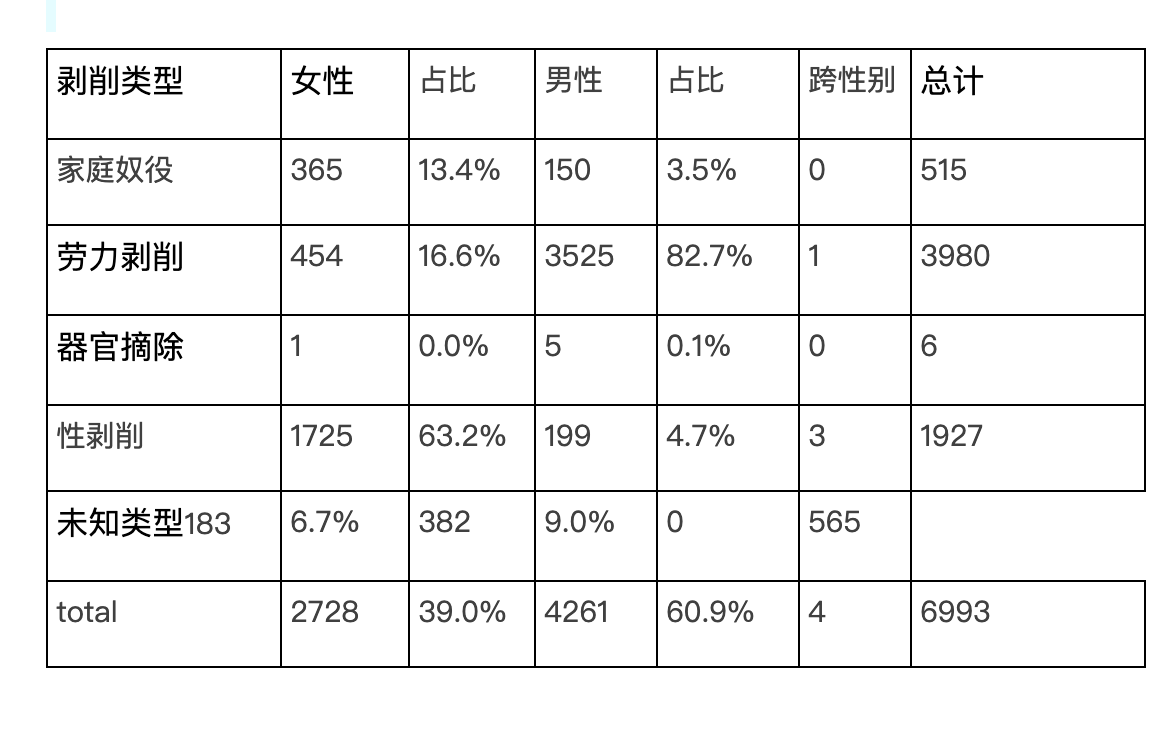 剥削类型 女性 占比 男性 占比 跨性别 总计
家庭奴役 365 13.4% 150 3.5% 0 515
劳力剥削 454 16.6% 3525 82.7% 1 3980
器官摘除 1 0.0% 5 0.1% 0 6
性剥削 1725 63.2% 199 4.7% 3 1927
未知类型183 6.7% 382 9.0% 0 565
total 2728 39.0% 4261 60.9% 4 6993